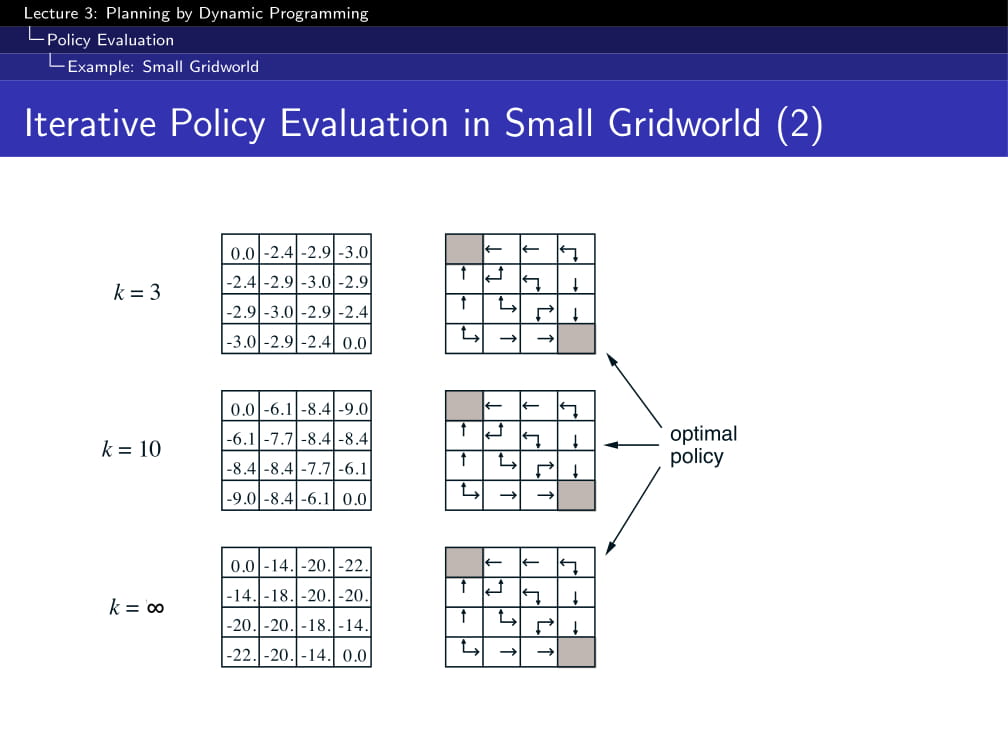 Lecture 3: Planning by Dynamic Programming
Policy Evaluation
Example: Small Gridworld
Iterative Policy Evaluation in Small Gridworld (2)
k = 3
0.0 -2.4 -2.9 -3.0
-2.4 -2.9 -3.0 -2.9
-2.9 -3.0 -2.9 -2.4
-3.0 -2.9 -2.4 0.0
k = 10
0.0 -6.1 -8.4 -9.0
-6.1 -7.7 -8.4 -8.4
-8.4 -8.4 -7.7 -6.1
-9.0 -8.4 -6.1 0.0
optimal
policy
k = ∞
0.0 -14. -20. -22.
-14. -18. -20. -20.
-20. -20. -18. -14.
-22. -20. -14. 0.0